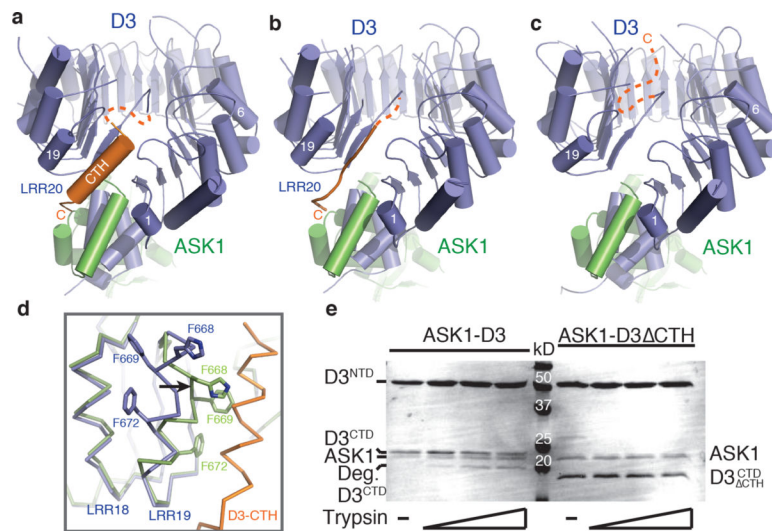 a
D3
19
6
CTH
LRR20
C
1
ASK1
b
D3
LRR20
C
1
ASK1
c
D3
C
19
1
ASK1
d
F668
F669
F668
F669
F672
F672
LRR18
LRR19
D3-CTH
e
ASK1-D3
kD
ASK1-D3ΔCTH
D3NTD
50
37
D3CTD
25
ASK1
20
ASK1
Deg.
D3CTD
D3CTDΔCTH
Trypsin
–
–